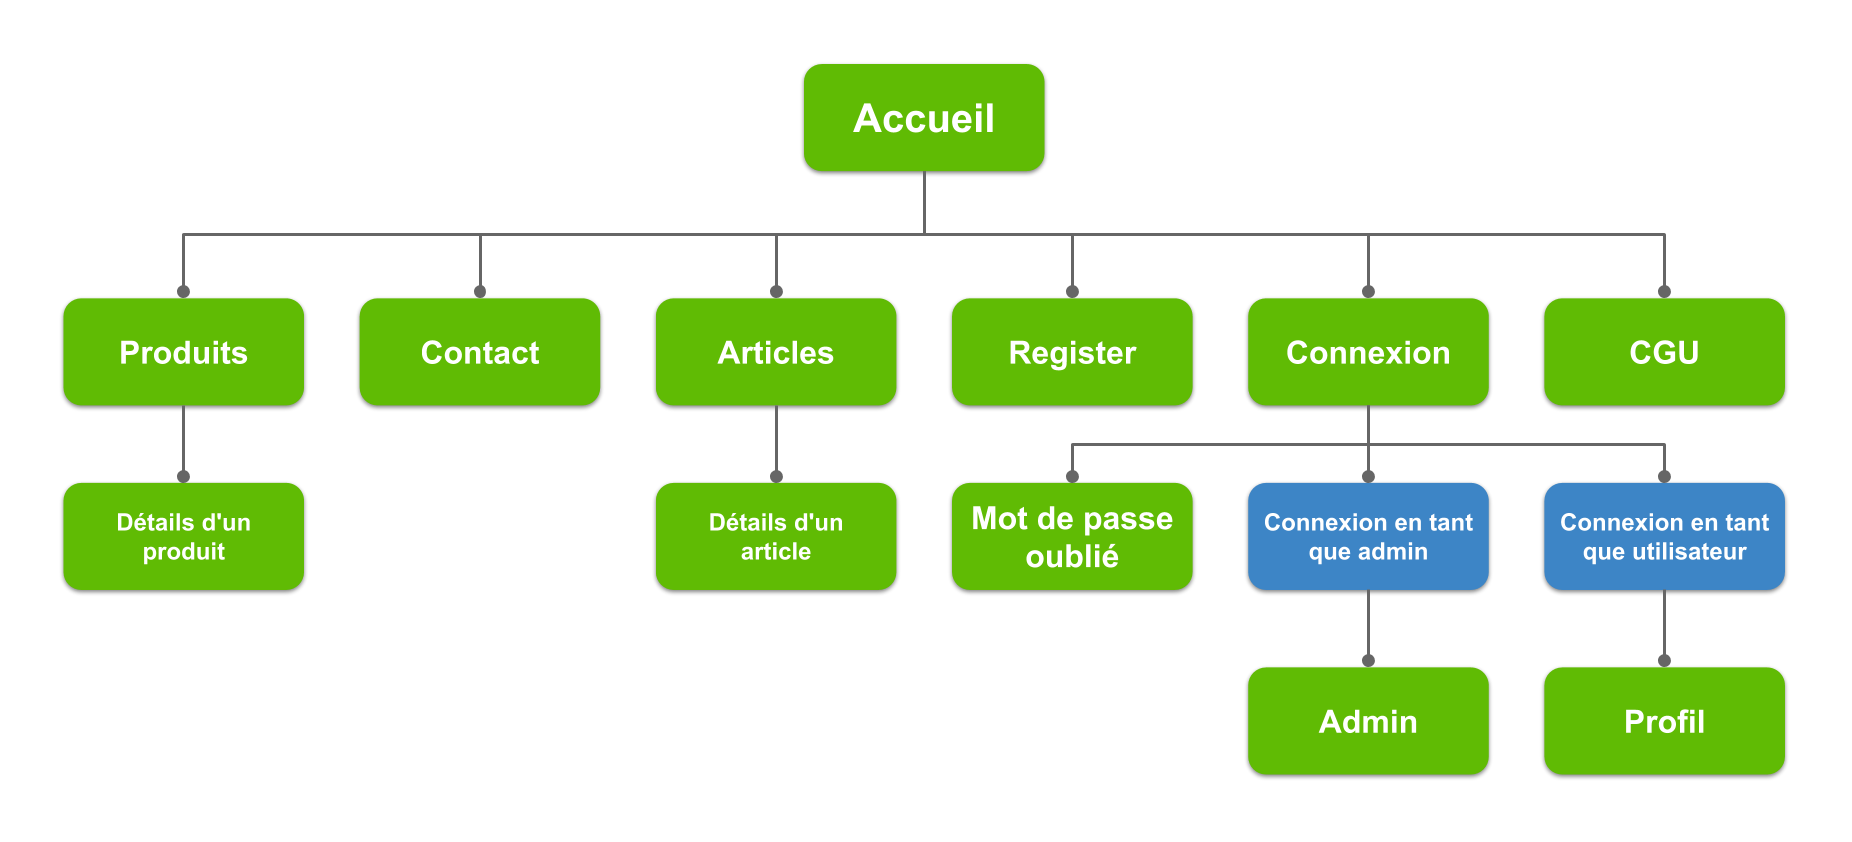 Accueil
Produits
Contact
Articles
Register
Connexion
CGU
Détails d'un
produit
Détails d'un
article
Mot de passe
oublié
Connexion en tant
que admin
Connexion en tant
que utilisateur
Admin
Profil